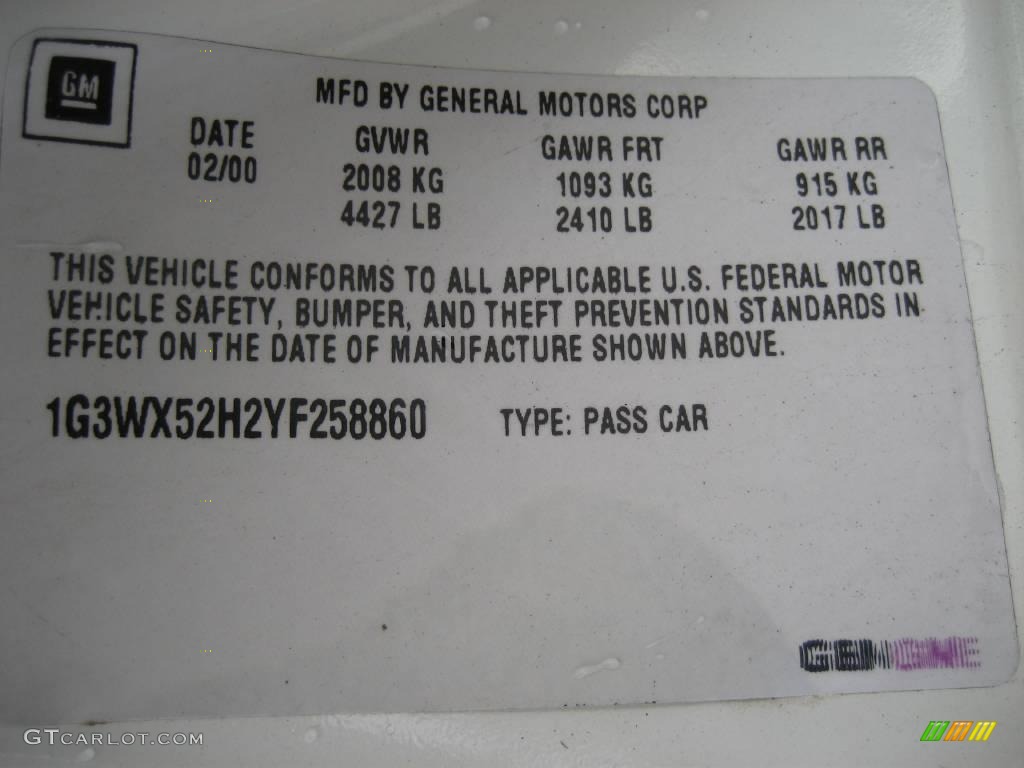 GM
MFD BY GENERAL MOTORS CORP
DATE GVWR GAWR FRT GAWR RR
02/00 2008 KG 1093 KG 915 KG
4427 LB 2410 LB 2017 LB
THIS VEHICLE CONFORMS TO ALL APPLICABLE U.S. FEDERAL MOTOR
VEHICLE SAFETY, BUMPER, AND THEFT PREVENTION STANDARDS IN
EFFECT ON THE DATE OF MANUFACTURE SHOWN ABOVE.
1G3WX52H2YF258860 TYPE: PASS CAR
GTCARLOT.COM